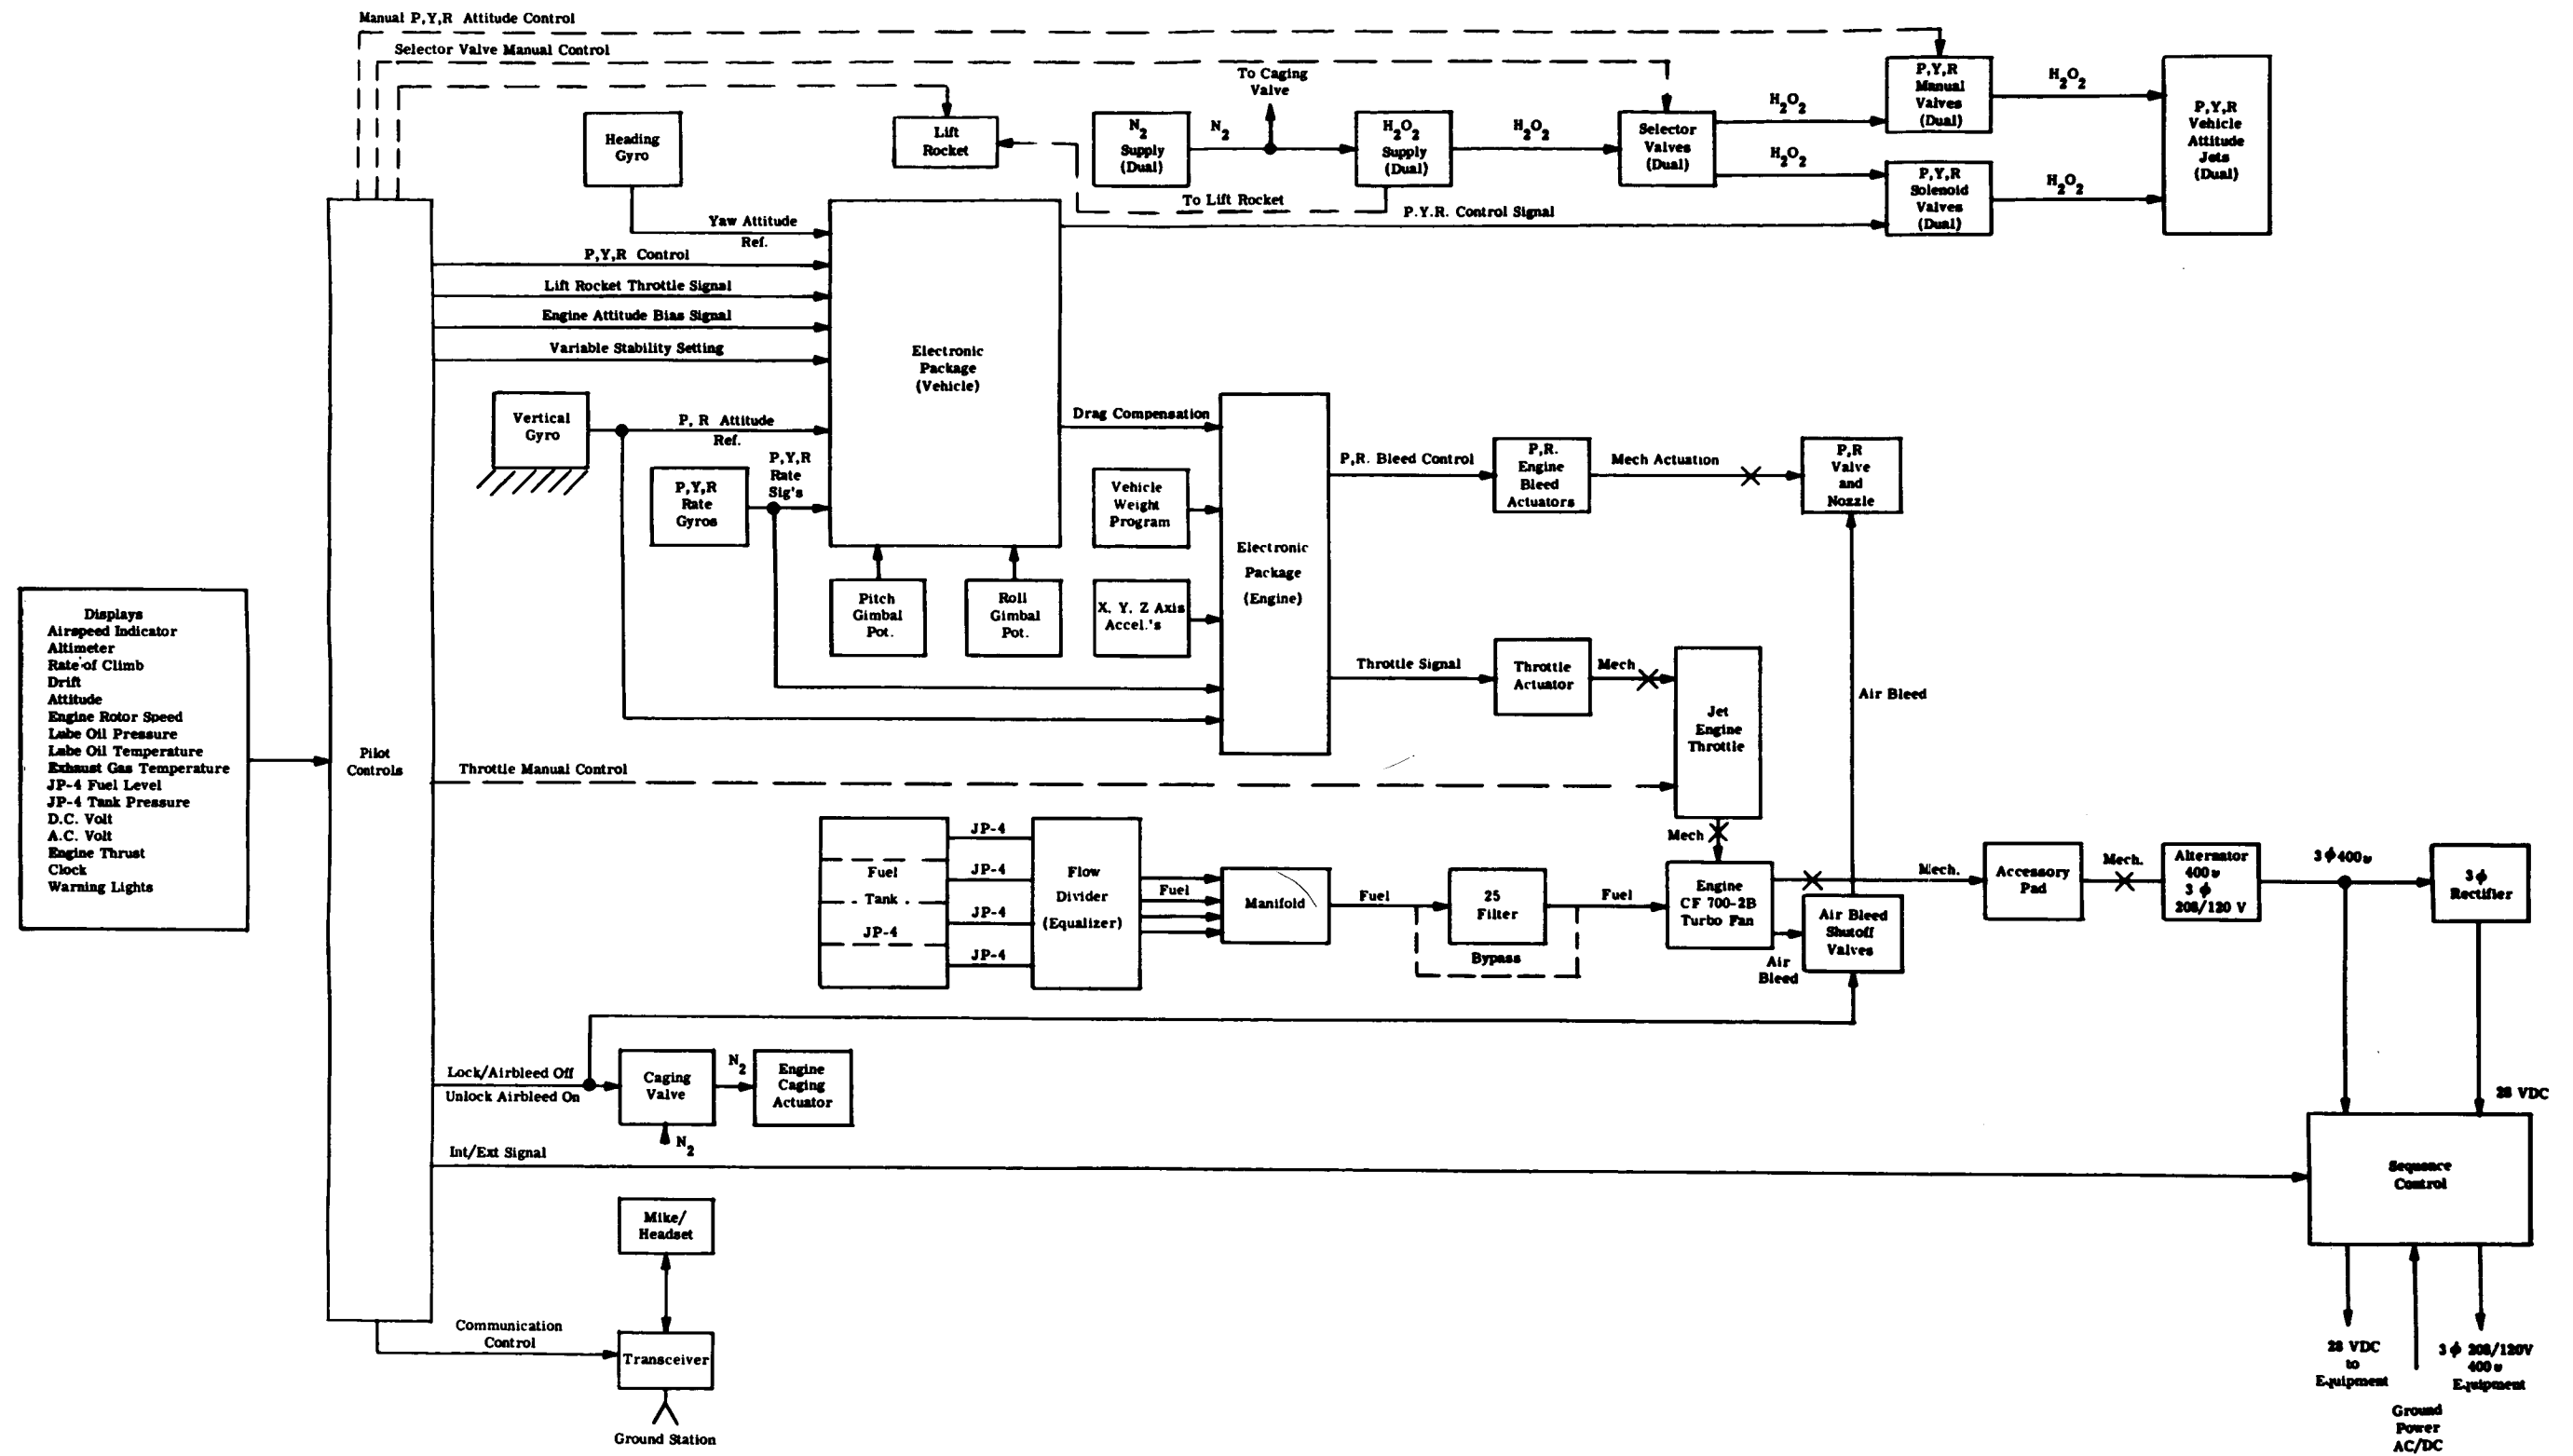 Manual P,Y,R Attitude Control
Selector Valve Manual Control
To Caging
Valve
Heading
Gyro
Lift
Rocket
N2
Supply
(Dual)
N2
H2O2
Supply
(Dual)
H2O2
Selector
Valves
(Dual)
H2O2
H2O2
P,Y,R
Manual
Valves
(Dual)
H2O2
P,Y,R
Solenoid
Valves
(Dual)
H2O2
P,Y,R
Vehicle
Attitude
Jets
(Dual)
To Lift Rocket
P.Y.R. Control Signal
Yaw Attitude
Ref.
P,Y,R Control
Lift Rocket Throttle Signal
Engine Attitude Bias Signal
Variable Stability Setting
Electronic
Package
(Vehicle)
Vertical
Gyro
P, R Attitude
Ref.
P,Y,R
Rate
Sig's
P,Y,R
Rate
Gyros
Pitch
Gimbal
Pot.
Roll
Gimbal
Pot.
Drag Compensation
Vehicle
Weight
Program
X. Y. Z Axis
Accel.'s
Electronic
Package
(Engine)
P,R. Bleed Control
P,R.
Engine
Bleed
Actuators
Mech Actuation
P,R
Valve
and
Nozzle
Throttle Signal
Throttle
Actuator
Mech
Jet
Engine
Throttle
Air Bleed
Displays
Airspeed Indicator
Altimeter
Rate of Climb
Drift
Attitude
Engine Rotor Speed
Lube Oil Pressure
Lube Oil Temperature
Exhaust Gas Temperature
JP-4 Fuel Level
JP-4 Tank Pressure
D.C. Volt
A.C. Volt
Engine Thrust
Clock
Warning Lights
Pilot
Controls
Throttle Manual Control
Fuel
Tank
JP-4
JP-4
JP-4
JP-4
JP-4
Flow
Divider
(Equalizer)
Fuel
Manifold
Fuel
25
Filter
Bypass
Fuel
Mech
Engine
CF 700-2B
Turbo Fan
Air
Bleed
Air Bleed
Shutoff
Valves
Mech.
Accessory
Pad
Mech.
Alternator
400 ~
3 ϕ
208/120 V
3 ϕ 400 ~
3 ϕ
Rectifier
28 VDC
Lock/Airbleed Off
Unlock Airbleed On
Caging
Valve
N2
N2
Engine
Caging
Actuator
Int/Ext Signal
Sequence
Control
Mike/
Headset
Communication
Control
Transceiver
Ground Station
28 VDC
to
Equipment
Ground
Power
AC/DC
3 ϕ 208/120V
400 ~
Equipment